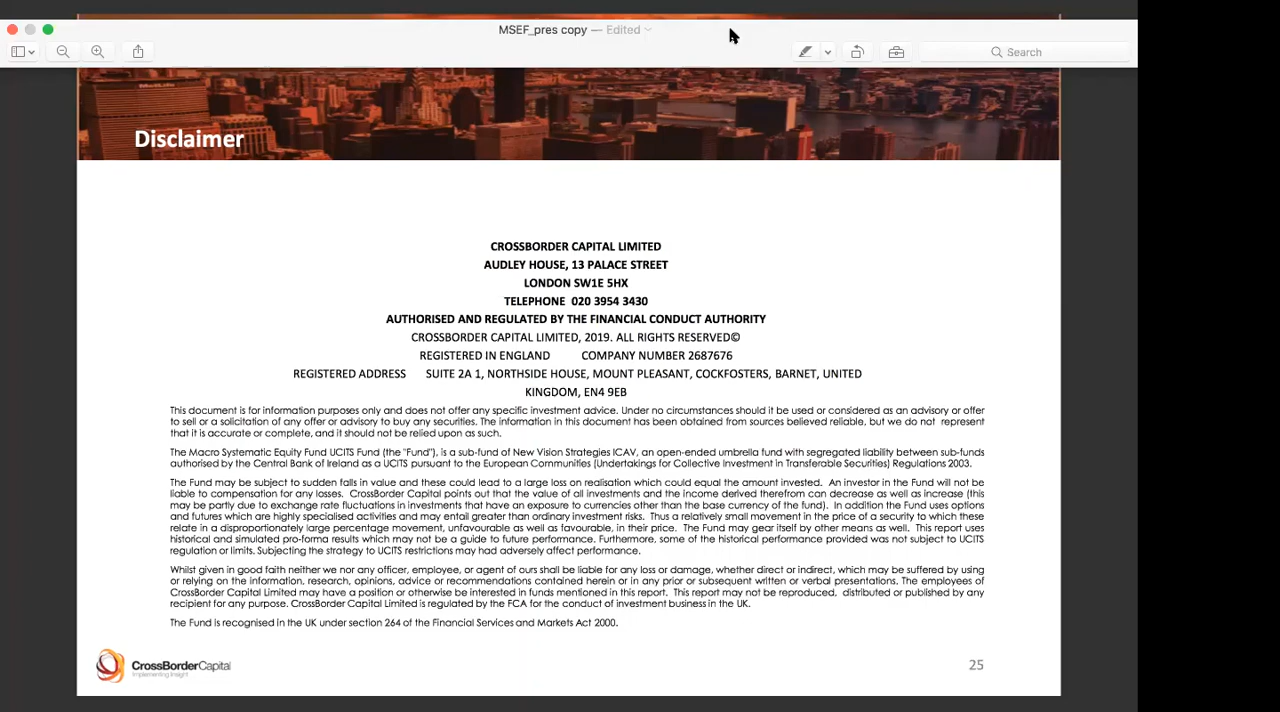 MSEF_pres copy — Edited
Search
Disclaimer
CROSSBORDER CAPITAL LIMITED
AUDLEY HOUSE, 13 PALACE STREET
LONDON SW1E 5HX
TELEPHONE 020 3954 3430
AUTHORISED AND REGULATED BY THE FINANCIAL CONDUCT AUTHORITY
CROSSBORDER CAPITAL LIMITED, 2019. ALL RIGHTS RESERVED©
REGISTERED IN ENGLAND COMPANY NUMBER 2687676
REGISTERED ADDRESS SUITE 2A 1, NORTHSIDE HOUSE, MOUNT PLEASANT, COCKFOSTERS, BARNET, UNITED
KINGDOM, EN4 9EB
This document is for information purposes only and does not offer any specific investment advice. Under no circumstances should it be used or considered as an advisory or offer
to sell or a solicitation of any offer or advisory to buy any securities. The information in this document has been obtained from sources believed reliable, but we do not represent
that it is accurate or complete, and it should not be relied upon as such.
The Macro Systematic Equity Fund UCITS Fund (the "Fund"), is a sub-fund of New Vision Strategies ICAV, an open-ended umbrella fund with segregated liability between sub-funds
authorised by the Central Bank of Ireland as a UCITS pursuant to the European Communities (Undertakings for Collective Investment in Transferable Securities) Regulations 2003.
The Fund may be subject to sudden falls in value and these could lead to a large loss on realisation which could equal the amount invested. An investor in the Fund will not be
liable to compensation for any losses. CrossBorder Capital points out that the value of all investments and the income derived therefrom can decrease as well as increase (this
may be partly due to exchange rate fluctuations in investments that have an exposure to currencies other than the base currency of the fund). In addition the Fund uses options
and futures which are highly specialised activities and may entail greater than ordinary investment risks. Thus a relatively small movement in the price of a security to which these
relate in a disproportionately large percentage movement, unfavourable as well as favourable, in their price. The Fund may gear itself by other means as well. This report uses
historical and simulated pro-forma results which may not be a guide to future performance. Furthermore, some of the historical performance provided was not subject to UCITS
regulation or limits. Subjecting the strategy to UCITS restrictions may had adversely affect performance.
Whilst given in good faith neither we nor any officer, employee, or agent of ours shall be liable for any loss or damage, whether direct or indirect, which may be suffered by using
or relying on the information, research, opinions, advice or recommendations contained herein or in any prior or subsequent written or verbal presentations. The employees of
CrossBorder Capital Limited may have a position or otherwise be interested in funds mentioned in this report. This report may not be reproduced, distributed or published by any
recipient for any purpose. CrossBorder Capital Limited is regulated by the FCA for the conduct of investment business in the UK.
The Fund is recognised in the UK under section 264 of the Financial Services and Markets Act 2000.
CrossBorderCapital
Implementing Insight
25